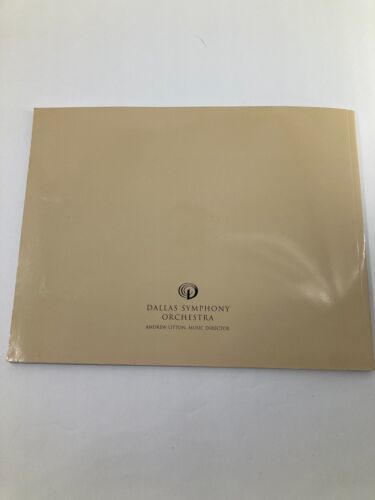 DALLAS SYMPHONY
ORCHESTRA
ANDREW LITTON, MUSIC DIRECTOR